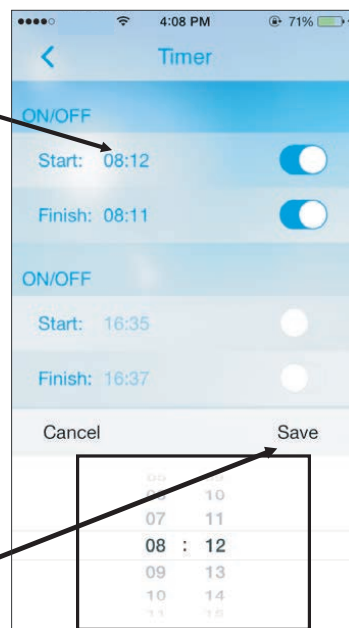 4:08 PM 71%
Timer
ON/OFF
Start: 08:12
Finish: 08:11
ON/OFF
Start: 16:35
Finish: 16:37
Cancel Save
10
07 11
08 : 12
09 13
10 14